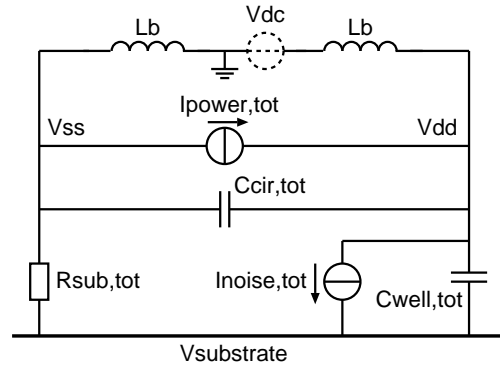 Vdc
Lb
Lb
Ipower,tot
Vss
Vdd
Ccir,tot
Rsub,tot
Inoise,tot
Cwell,tot
Vsubstrate